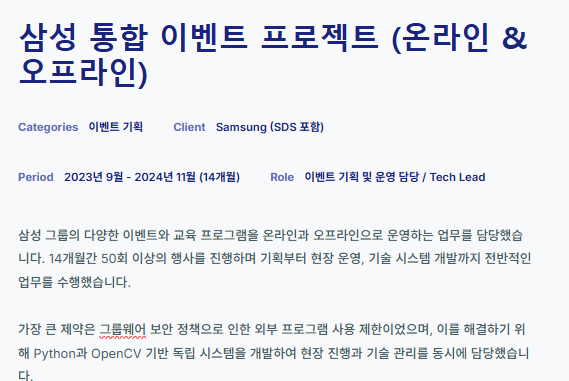 삼성 통합 이벤트 프로젝트 (온라인 &
오프라인)
Categories 이벤트 기획 Client Samsung (SDS 포함)
Period 2023년 9월 - 2024년 11월 (14개월) Role 이벤트 기획 및 운영 담당 / Tech Lead
삼성 그룹의 다양한 이벤트와 교육 프로그램을 온라인과 오프라인으로 운영하는 업무를 담당했습
니다. 14개월간 50회 이상의 행사를 진행하며 기획부터 현장 운영, 기술 시스템 개발까지 전반적인
업무를 수행했습니다.
가장 큰 제약은 그룹웨어 보안 정책으로 인한 외부 프로그램 사용 제한이었으며, 이를 해결하기 위
해 Python과 OpenCV 기반 독립 시스템을 개발하여 현장 진행과 기술 관리를 동시에 담당했습니
다.